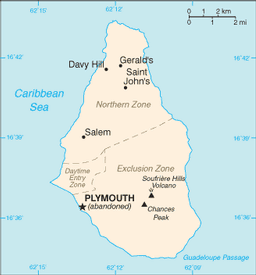 62°15'
62°12'
62°09'
0 1 2 km
0 1 2 mi
16°42'
16°42'
Davy Hill
Gerald's
Saint
John's
Caribbean
Sea
Northern Zone
16°39'
Salem
16°39'
Daytime
Entry
Zone
Exclusion Zone
Soufrière Hills
Volcano
PLYMOUTH
(abandoned)
Chances
Peak
16°36'
16°36'
Guadeloupe Passage
62°15'
62°12'
62°09'